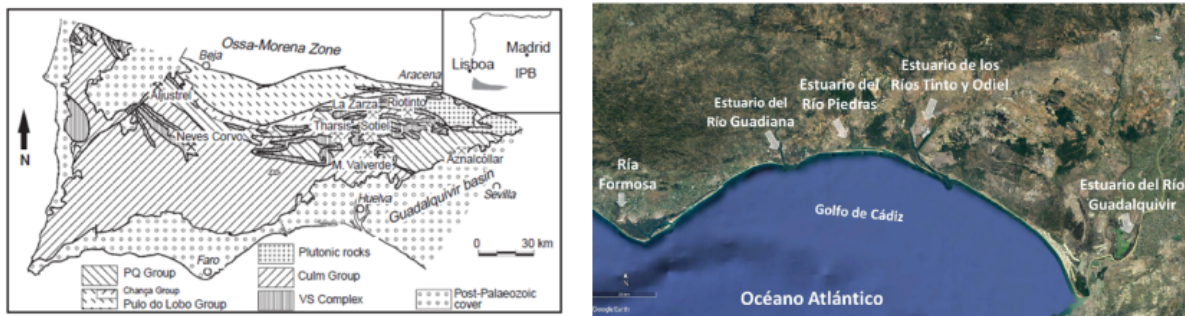 Ossa-Morena Zone
Beja
Madrid
Lisboa
IPB
Aracena
Aljustrel
La Zarza
Riotinto
Tharsis
Sotiel
Neves Corvo
N
M. Valverde
Aznalcóllar
Guadalquivir basin
Sevilla
Huelva
0 30 km
Faro
Plutonic rocks
PQ Group
Culm Group
Chança Group
Pulo do Lobo Group
VS Complex
Post-Palaeozoic
cover
Estuario de los
Ríos Tinto y Odiel
Estuario del
Río Piedras
Estuario del
Río Guadiana
Ría
Formosa
Estuario del Río
Guadalquivir
Golfo de Cádiz
Océano Atlántico
Google Earth